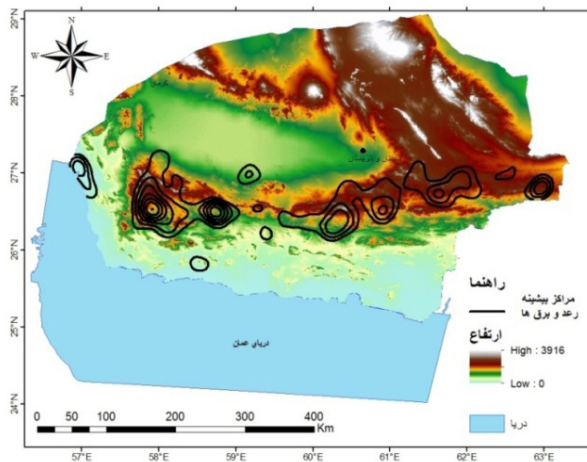 29°N
28°N
27°N
26°N
25°N
24°N
N
W
E
S
کرمان
دریای عمان
راهنما
مراکز بیشینه
رعد و برق ها
ارتفاع
High : 3916
Low : 0
دریا
0 50 100 200 300 400
Km
57°E 58°E 59°E 60°E 61°E 62°E 63°E